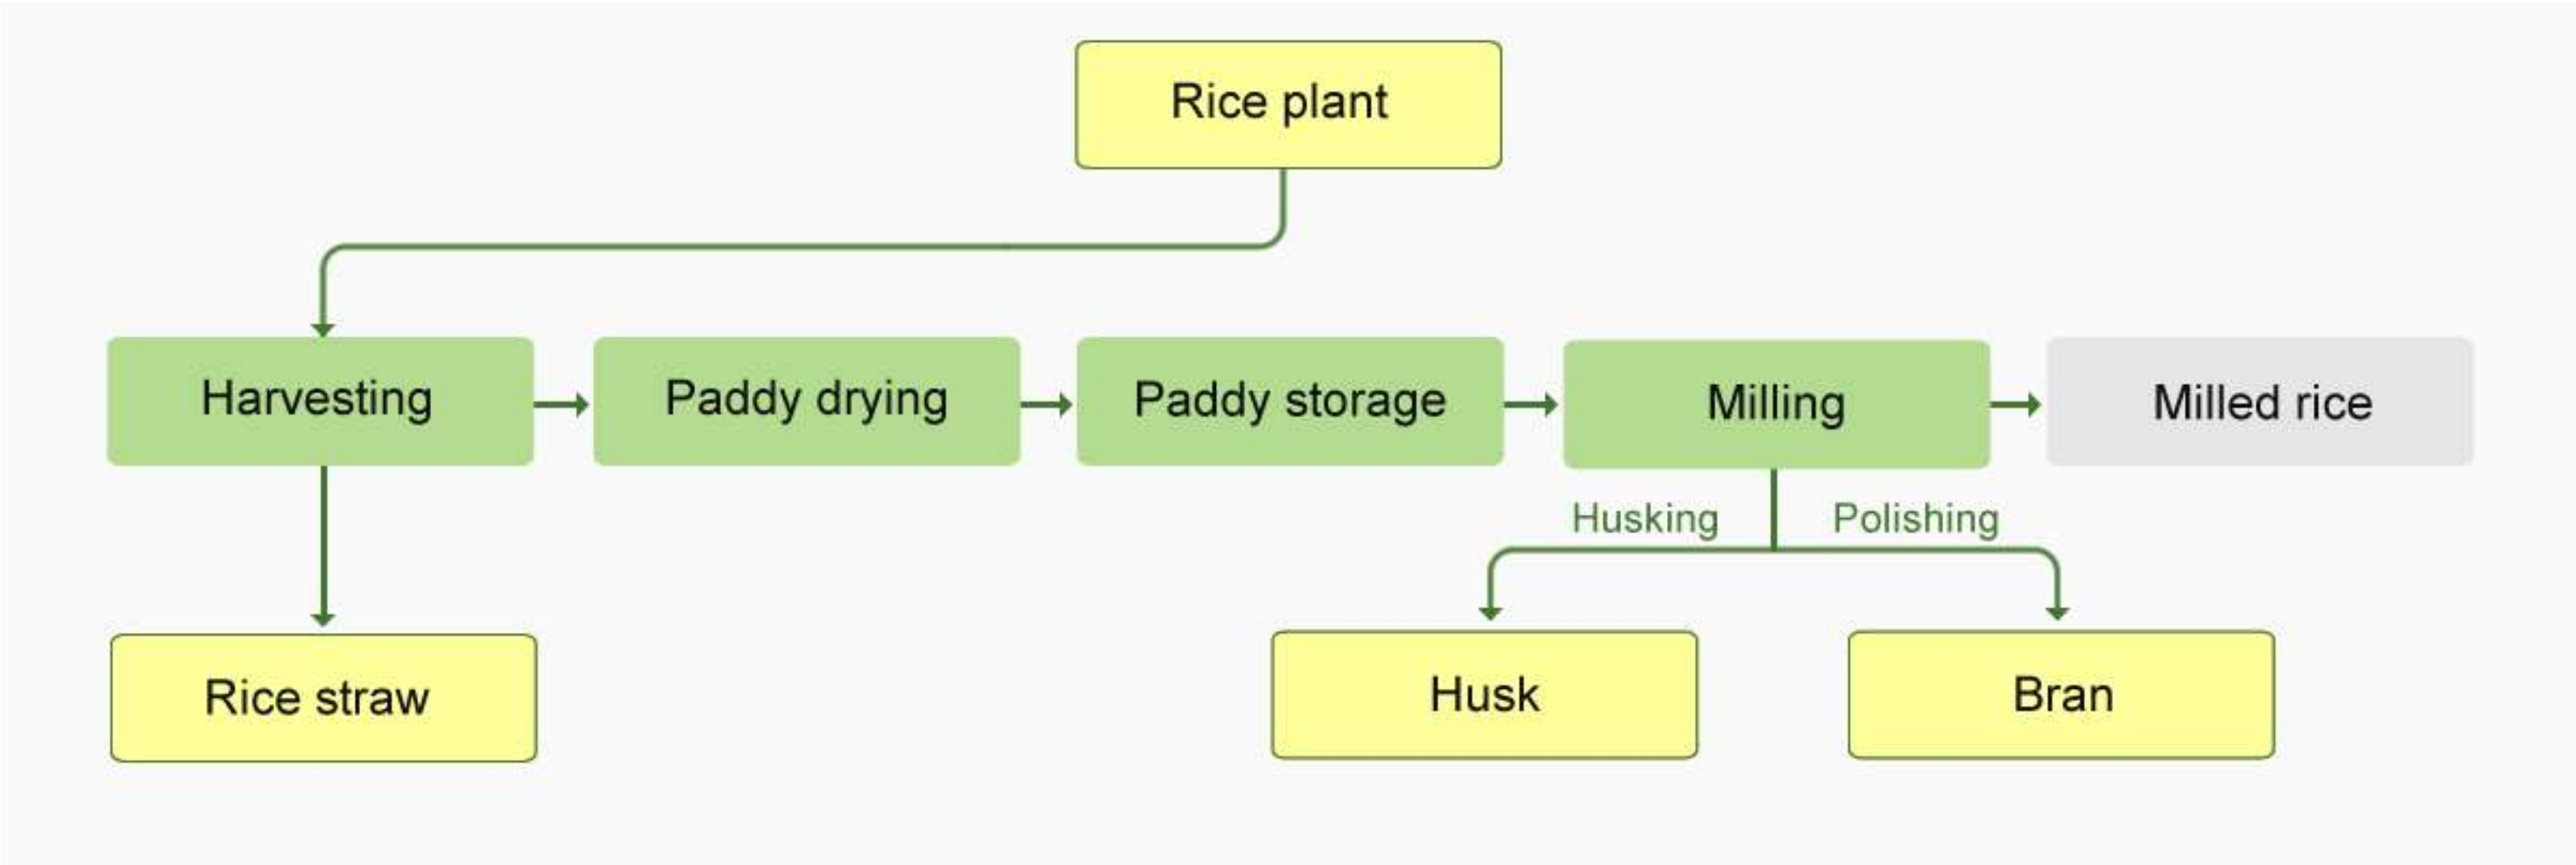 Rice plant
Harvesting
Paddy drying
Paddy storage
Milling
Milled rice
Husking
Polishing
Rice straw
Husk
Bran